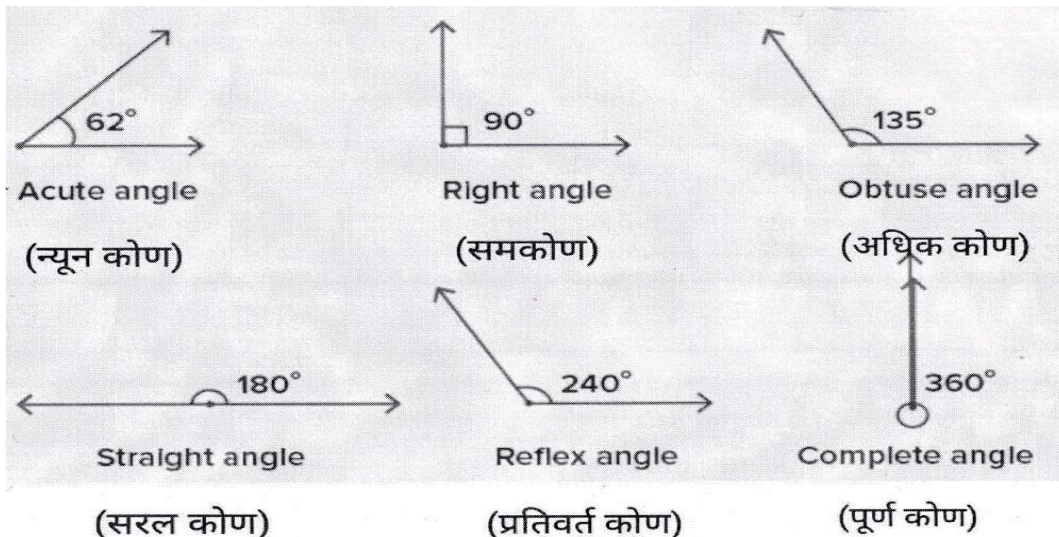 62°
90°
135°
Acute angle
Right angle
Obtuse angle
(न्यून कोण)
(समकोण)
(अधिक कोण)
180°
240°
360°
Straight angle
Reflex angle
Complete angle
(सरल कोण)
(प्रतिवर्त कोण)
(पूर्ण कोण)